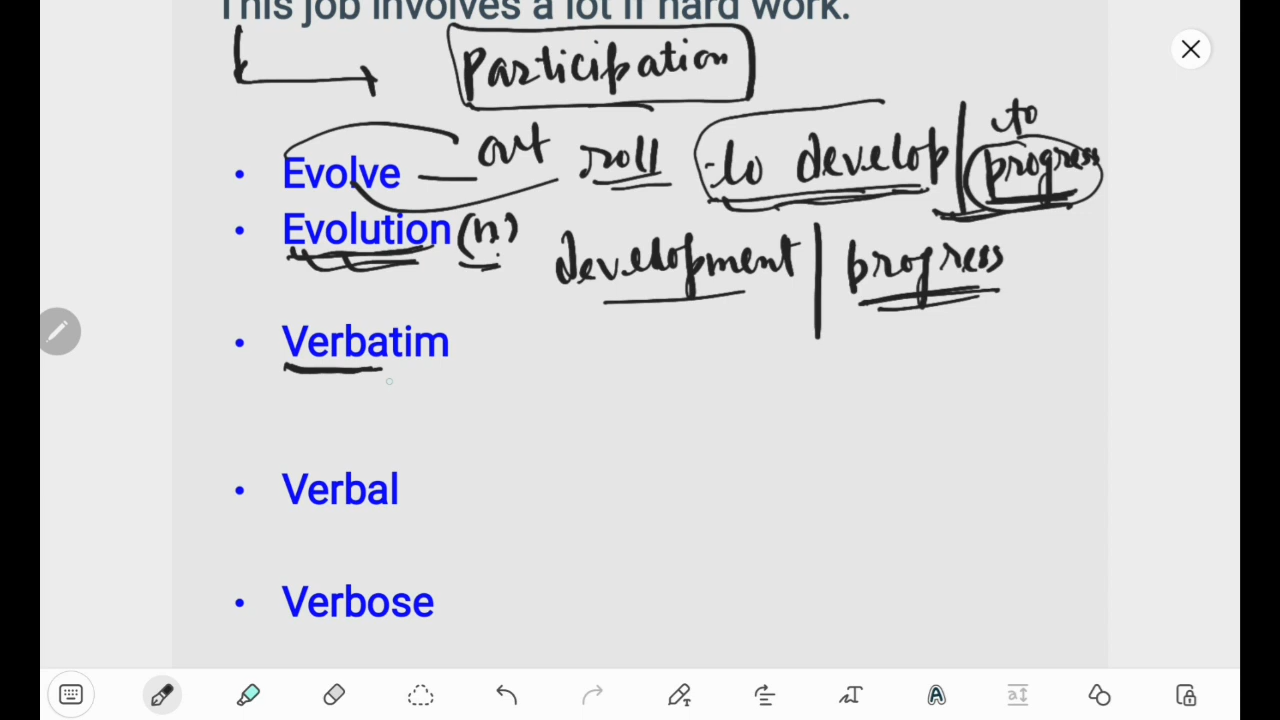 This job involves a lot if hard work.
Participation
• Evolve — out roll to develop | to progress
• Evolution (n) development | progress
• Verbatim
• Verbal
• Verbose